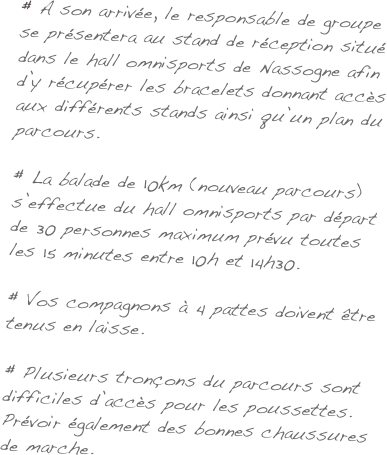 # A son arrivée, le responsable de groupe
se présentera au stand de réception situé
dans le hall omnisports de Nassogne afin
d'y récupérer les bracelets donnant accès
aux différents stands ainsi qu'un plan du
parcours.

# La balade de 10km (nouveau parcours)
s'effectue du hall omnisports par départ
de 30 personnes maximum prévu toutes
les 15 minutes entre 10h et 14h30.

# Vos compagnons à 4 pattes doivent être
tenus en laisse.

# Plusieurs tronçons du parcours sont
difficiles d'accès pour les poussettes.
Prévoir également des bonnes chaussures
de marche.